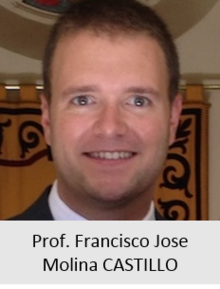 Prof. Francisco Jose
Molina CASTILLO